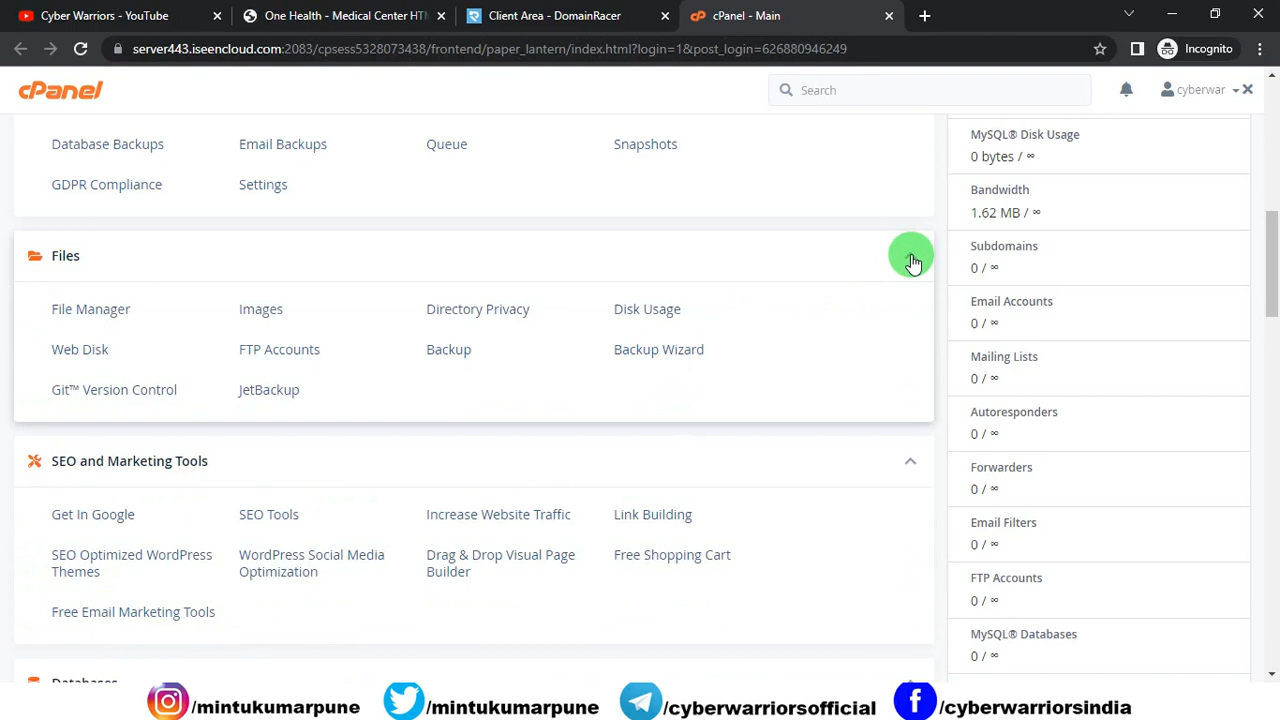 Cyber Warriors - YouTube
One Health - Medical Center HTM
Client Area - DomainRacer
cPanel - Main
server443.iseencloud.com:2083/cpsess5328073438/frontend/paper_lantern/index.html?login=1&post_login=626880946249
Incognito
cPanel
Search
cyberwar
Database Backups
Email Backups
Queue
Snapshots
GDPR Compliance
Settings
Files
File Manager
Images
Directory Privacy
Disk Usage
Web Disk
FTP Accounts
Backup
Backup Wizard
Git™ Version Control
JetBackup
SEO and Marketing Tools
Get In Google
SEO Tools
Increase Website Traffic
Link Building
SEO Optimized WordPress
Themes
WordPress Social Media
Optimization
Drag & Drop Visual Page
Builder
Free Shopping Cart
Free Email Marketing Tools
Databases
MySQL® Disk Usage
0 bytes / ∞
Bandwidth
1.62 MB / ∞
Subdomains
0 / ∞
Email Accounts
0 / ∞
Mailing Lists
0 / ∞
Autoresponders
0 / ∞
Forwarders
0 / ∞
Email Filters
0 / ∞
FTP Accounts
0 / ∞
MySQL® Databases
0 / ∞
/mintukumarpune
/mintukumarpune
/cyberwarriorsofficial
/cyberwarriorsindia